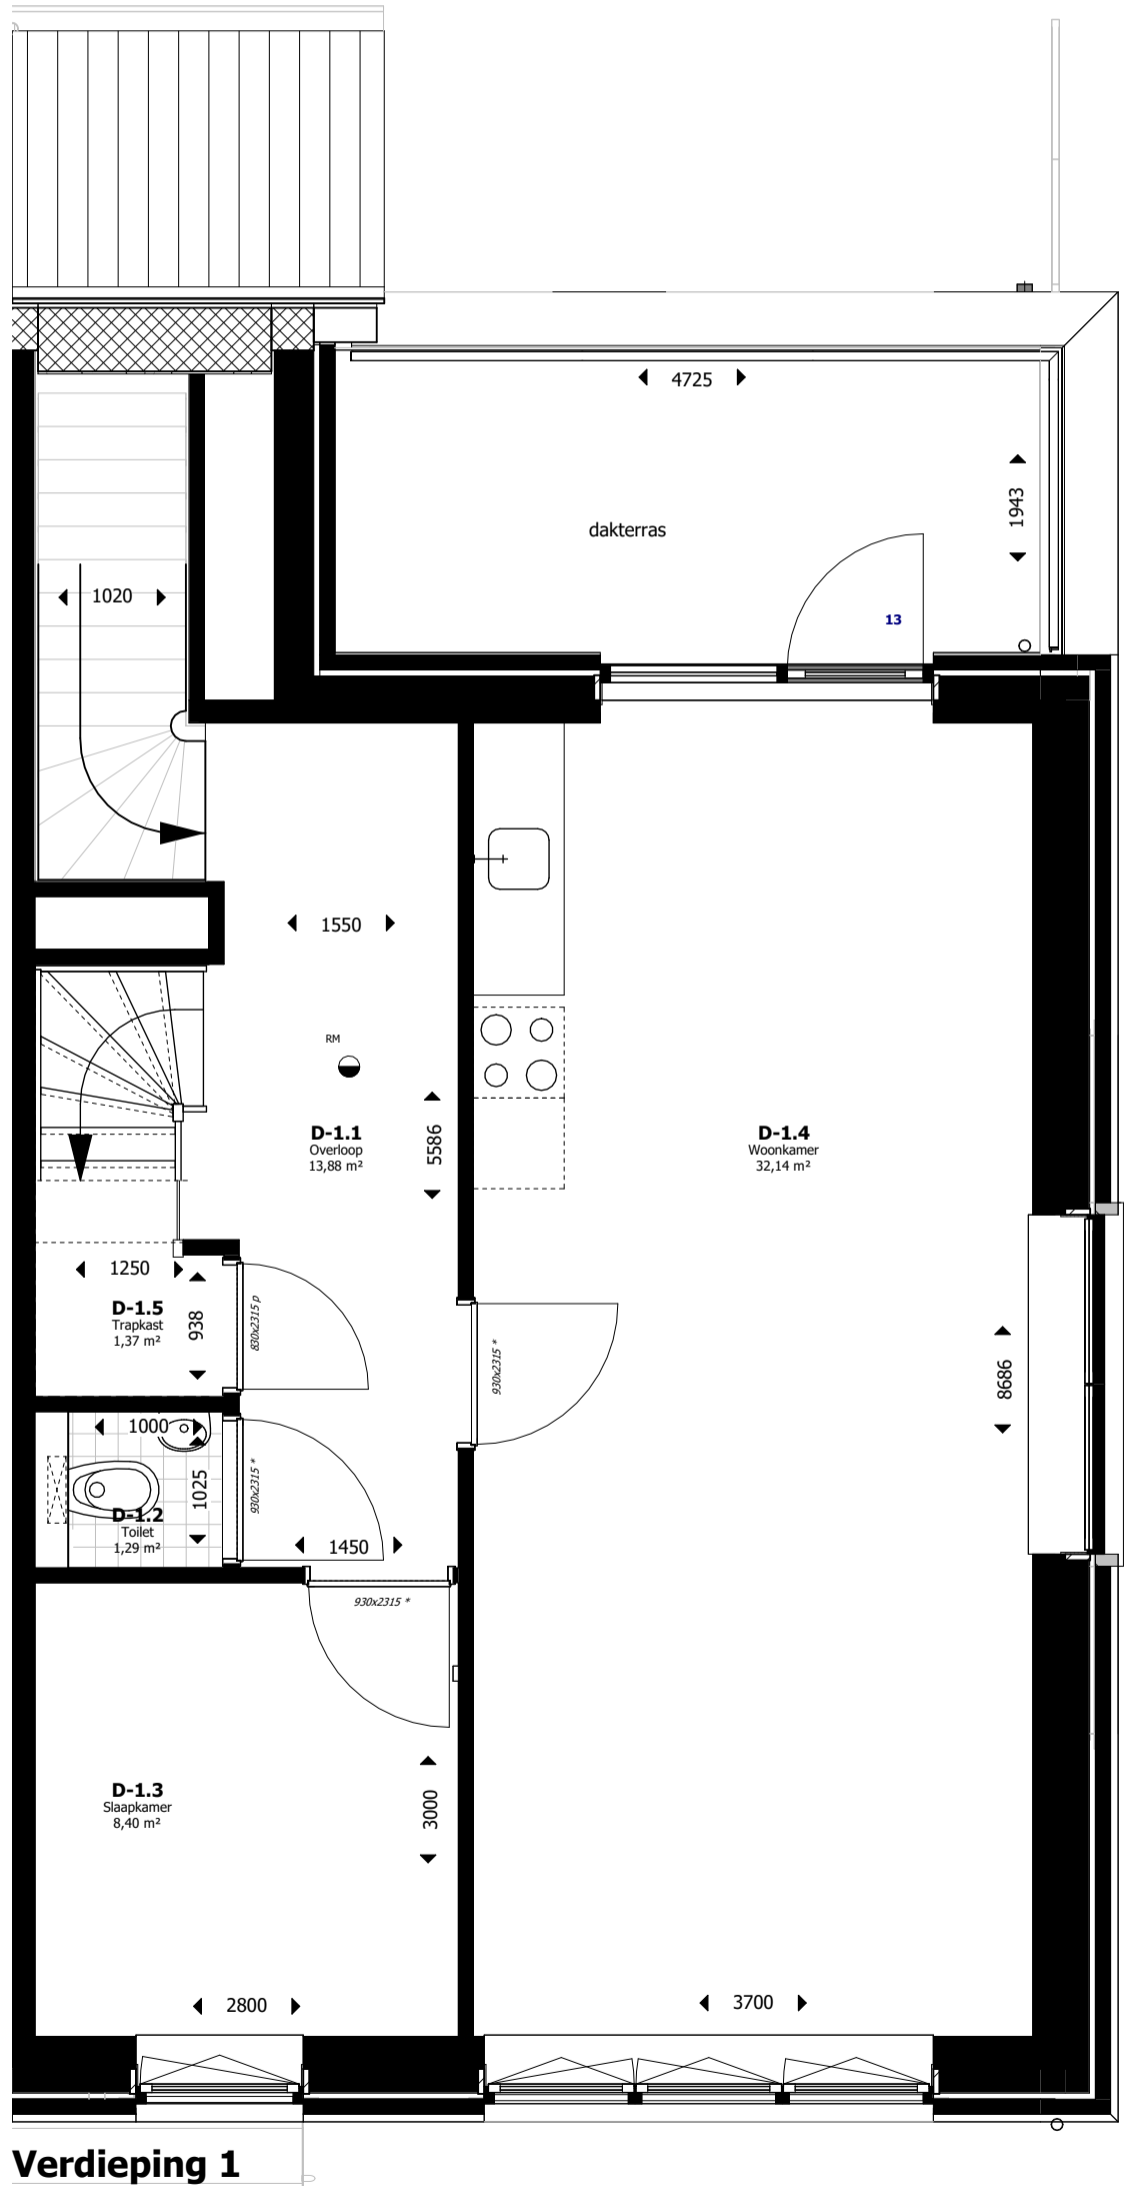 4725
1943
dakterras
1020
13
1550
RM
5586
D-1.1
Overloop
13,88 m²
D-1.4
Woonkamer
32,14 m²
1250
D-1.5
Trapkast
1,37 m²
938
830x2315 p
930x2315 *
8686
1000
1025
930x2315 *
D-1.2
Toilet
1,29 m²
1450
930x2315 *
D-1.3
Slaapkamer
8,40 m²
3000
2800
3700
Verdieping 1